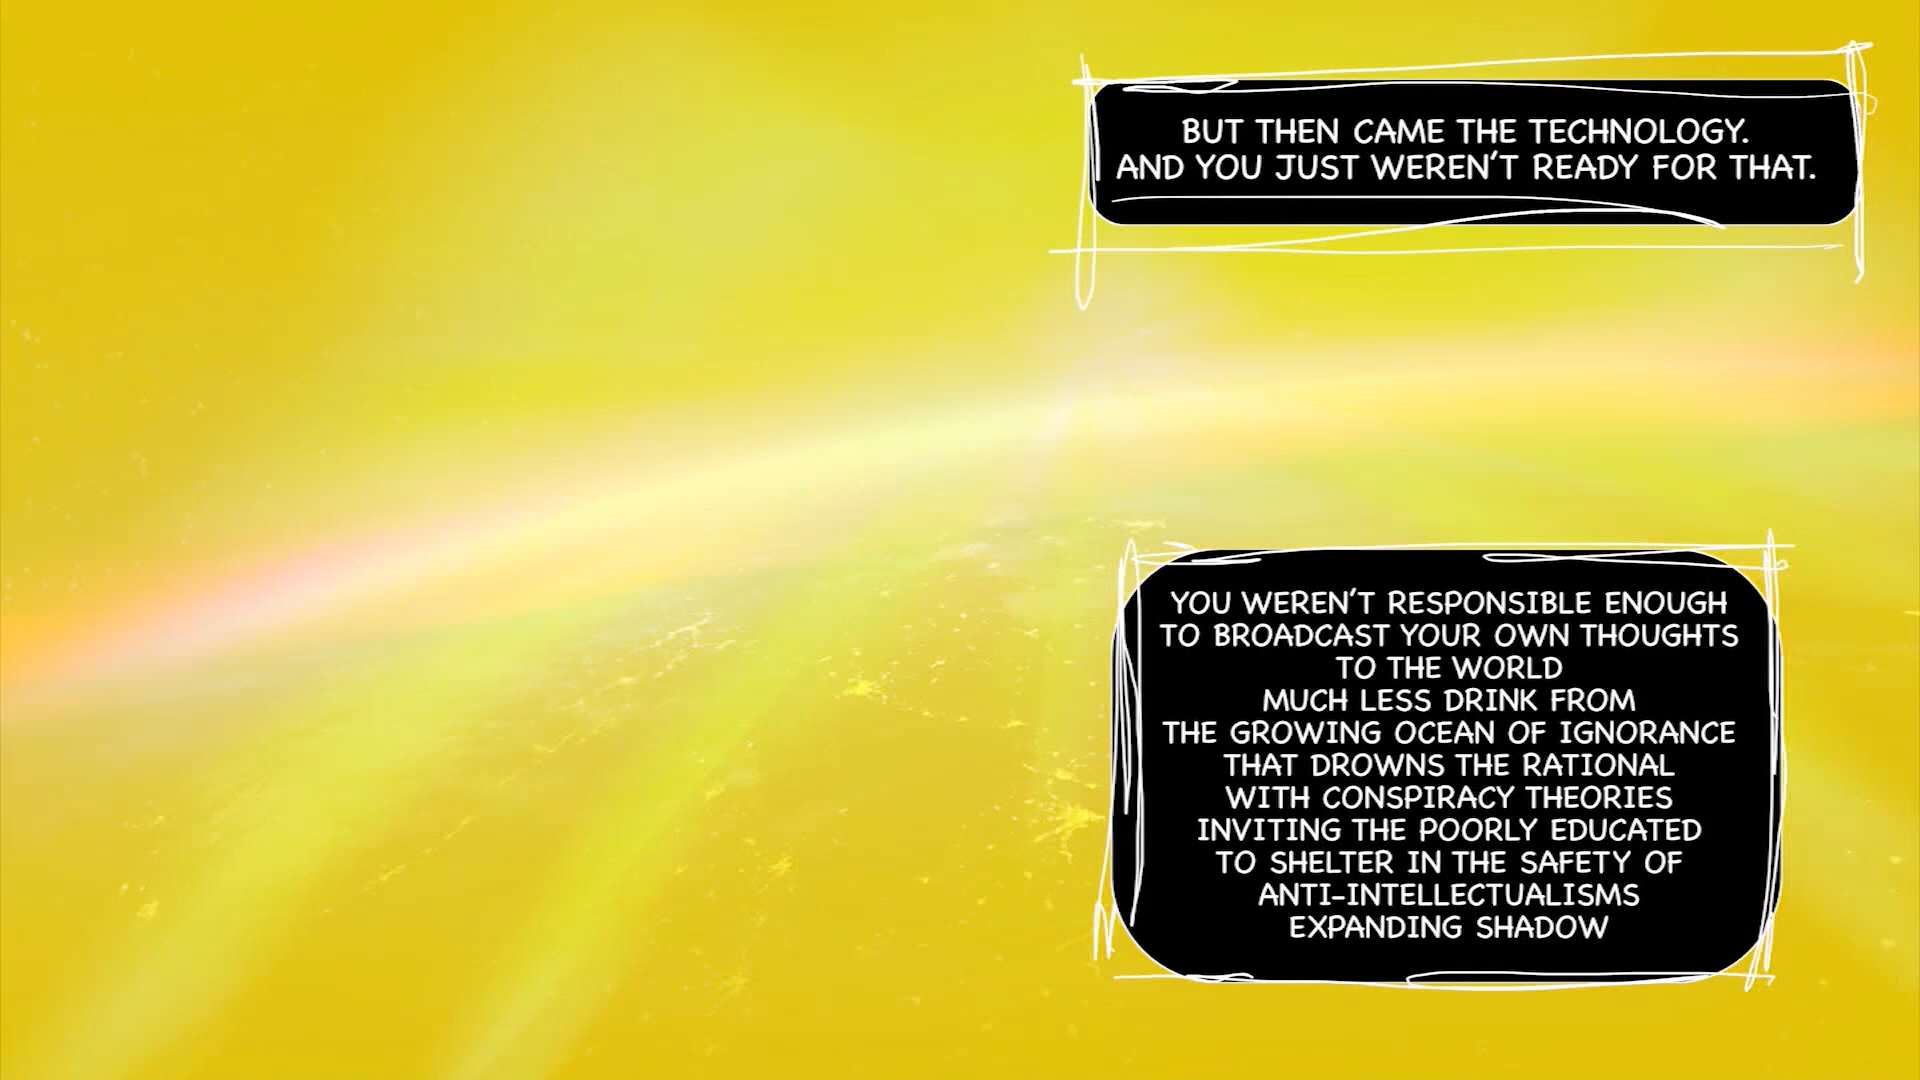 BUT THEN CAME THE TECHNOLOGY.
AND YOU JUST WEREN'T READY FOR THAT.
YOU WEREN'T RESPONSIBLE ENOUGH
TO BROADCAST YOUR OWN THOUGHTS
TO THE WORLD
MUCH LESS DRINK FROM
THE GROWING OCEAN OF IGNORANCE
THAT DROWNS THE RATIONAL
WITH CONSPIRACY THEORIES
INVITING THE POORLY EDUCATED
TO SHELTER IN THE SAFETY OF
ANTI-INTELLECTUALISMS
EXPANDING SHADOW